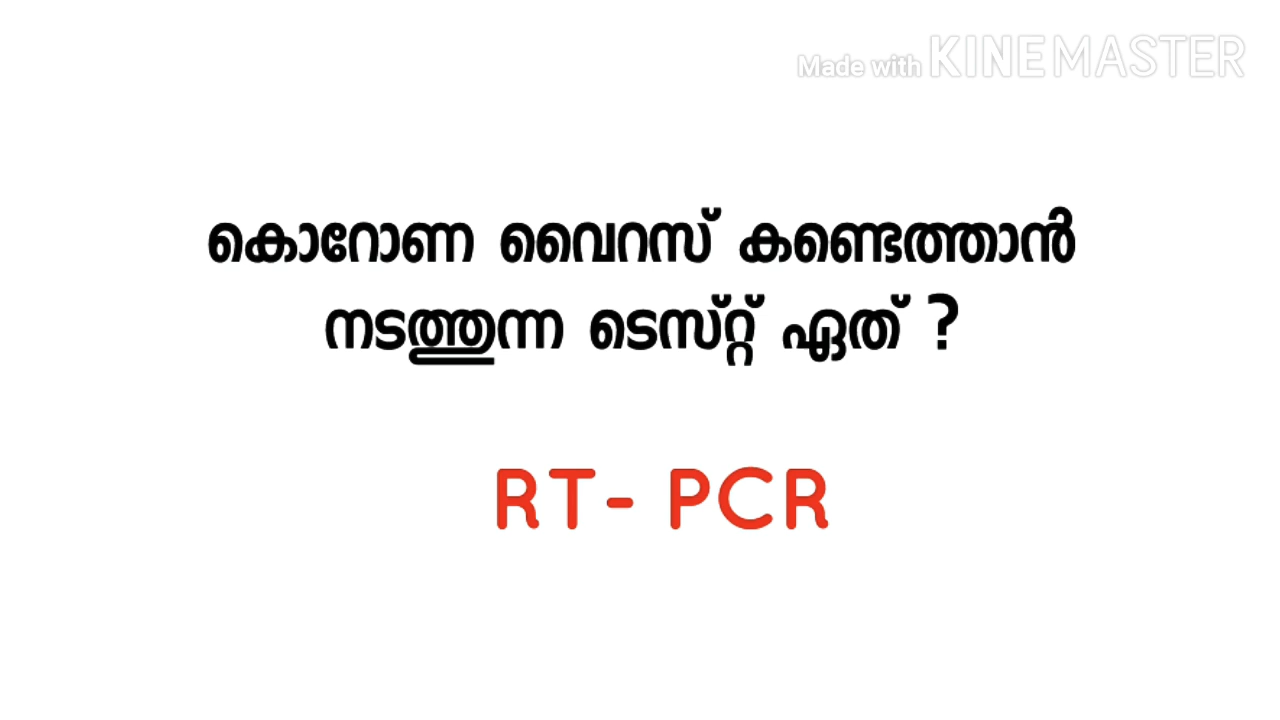 Made with KINEMASTER
കൊറോണ വൈറസ് കണ്ടെത്താൻ
നടത്തുന്ന ടെസ്റ്റ് ഏത് ?
RT- PCR